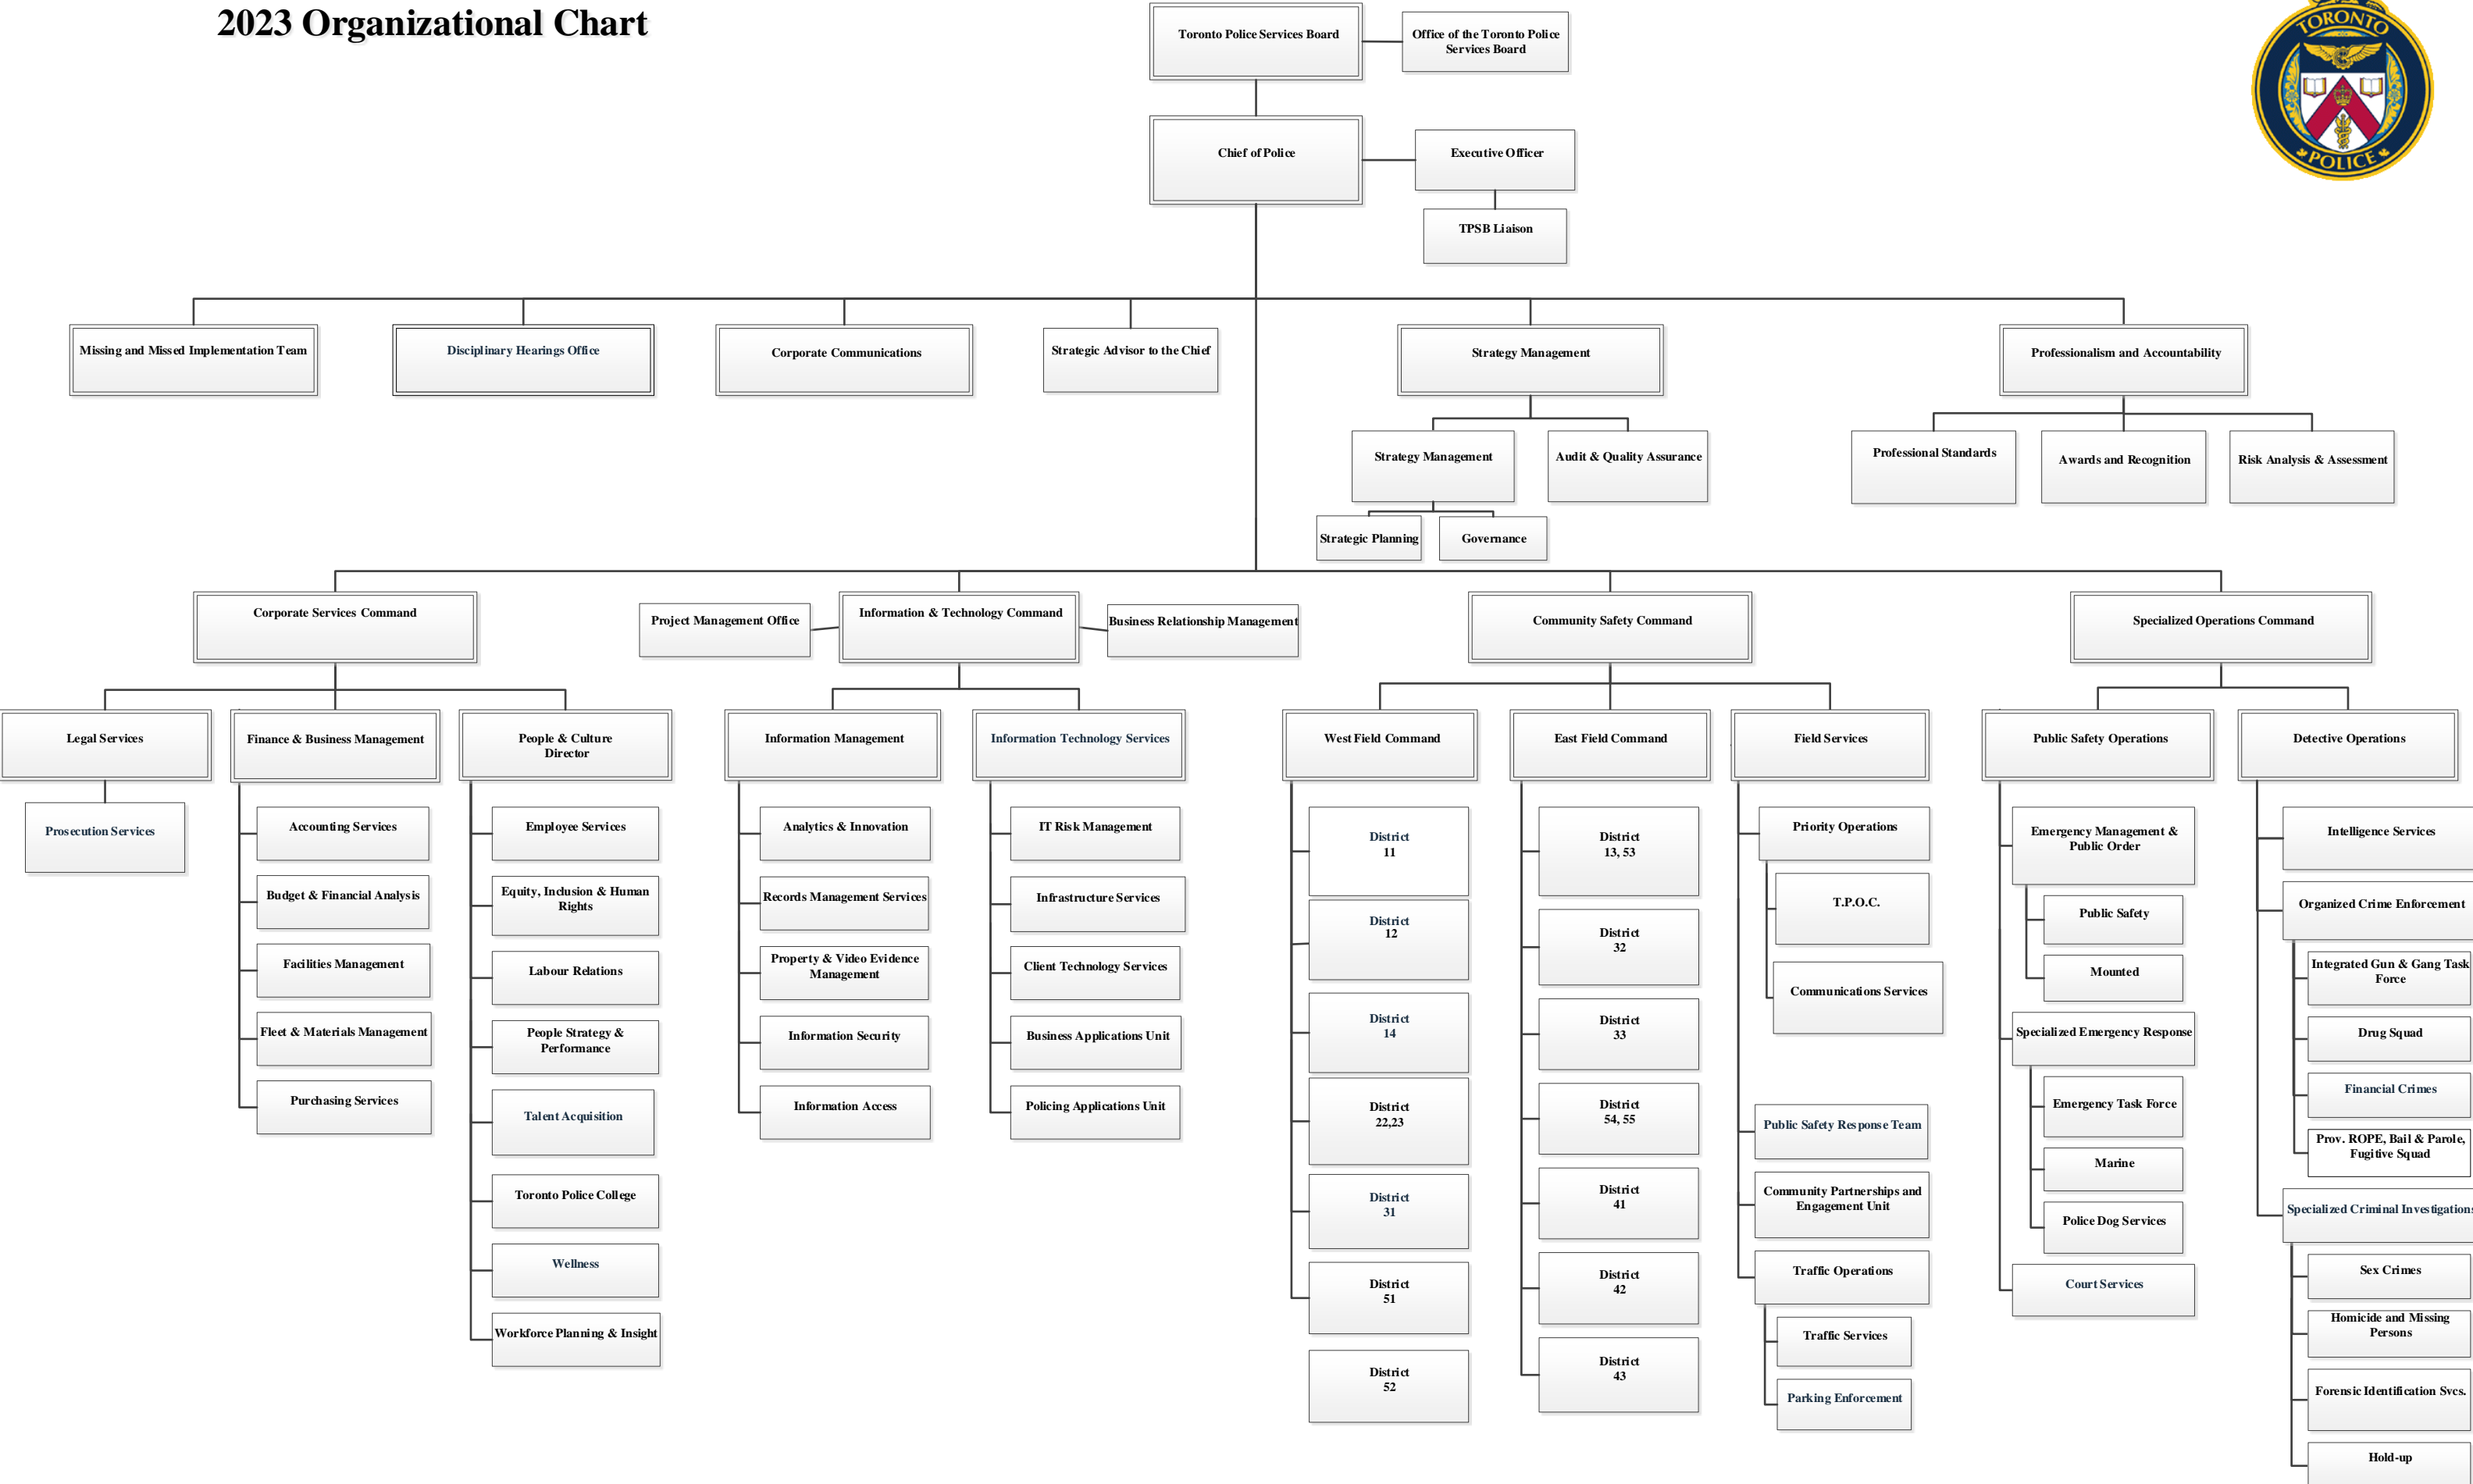 2023 Organizational Chart
TORONTO
POLICE
Toronto Police Services Board
Office of the Toronto Police
Services Board
Chief of Police
Executive Officer
TPSB Liaison
Missing and Missed Implementation Team
Disciplinary Hearings Office
Corporate Communications
Strategic Advisor to the Chief
Strategy Management
Professionalism and Accountability
Strategy Management
Audit & Quality Assurance
Strategic Planning
Governance
Professional Standards
Awards and Recognition
Risk Analysis & Assessment
Corporate Services Command
Project Management Office
Information & Technology Command
Business Relationship Management
Community Safety Command
Specialized Operations Command
Legal Services
Prosecution Services
Finance & Business Management
Accounting Services
Budget & Financial Analysis
Facilities Management
Fleet & Materials Management
Purchasing Services
People & Culture
Director
Employee Services
Equity, Inclusion & Human
Rights
Labour Relations
People Strategy &
Performance
Talent Acquisition
Toronto Police College
Wellness
Workforce Planning & Insight
Information Management
Analytics & Innovation
Records Management Services
Property & Video Evidence
Management
Information Security
Information Access
Information Technology Services
IT Risk Management
Infrastructure Services
Client Technology Services
Business Applications Unit
Policing Applications Unit
West Field Command
District
11
District
12
District
14
District
22,23
District
31
District
51
District
52
East Field Command
District
13, 53
District
32
District
33
District
54, 55
District
41
District
42
District
43
Field Services
Priority Operations
T.P.O.C.
Communications Services
Public Safety Response Team
Community Partnerships and
Engagement Unit
Traffic Operations
Traffic Services
Parking Enforcement
Public Safety Operations
Emergency Management &
Public Order
Public Safety
Mounted
Specialized Emergency Response
Emergency Task Force
Marine
Police Dog Services
Court Services
Detective Operations
Intelligence Services
Organized Crime Enforcement
Integrated Gun & Gang Task
Force
Drug Squad
Financial Crimes
Prov. ROPE, Bail & Parole,
Fugitive Squad
Specialized Criminal Investigations
Sex Crimes
Homicide and Missing
Persons
Forensic Identification Svcs.
Hold-up